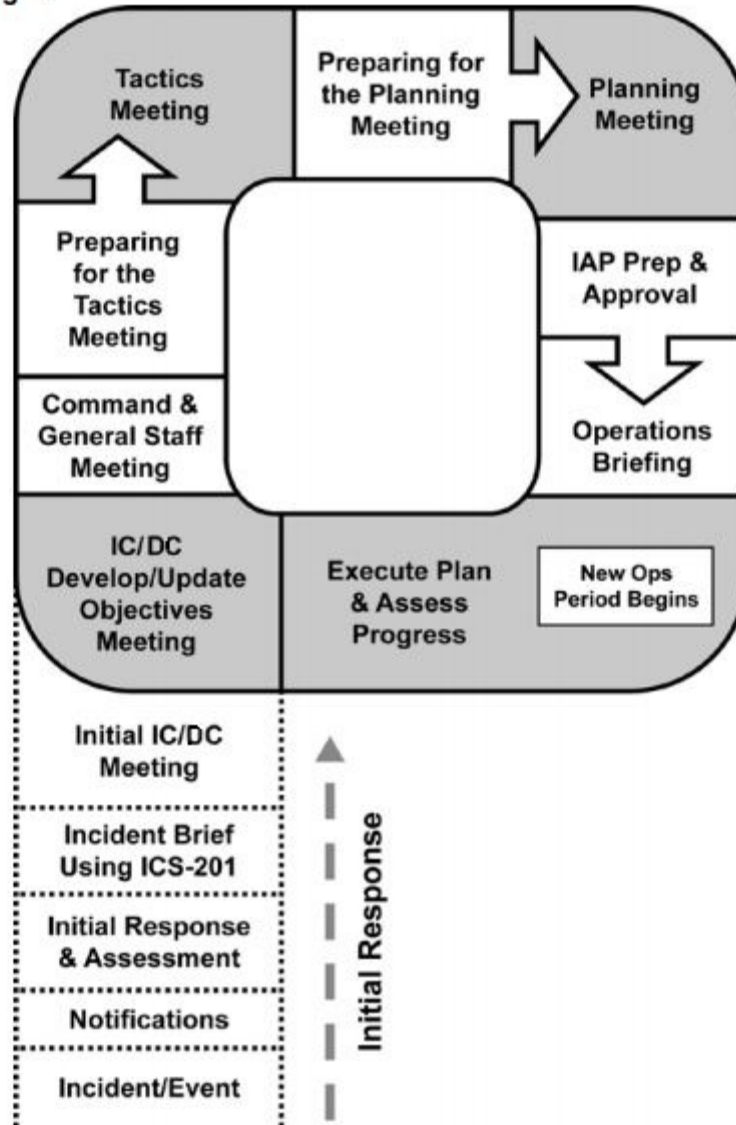 Tactics
Meeting
Preparing for
the Planning
Meeting
Planning
Meeting
Preparing
for the
Tactics
Meeting
IAP Prep &
Approval
Command &
General Staff
Meeting
Operations
Briefing
IC/DC
Develop/Update
Objectives
Meeting
Execute Plan
& Assess
Progress
New Ops
Period Begins
Initial IC/DC
Meeting
Incident Brief
Using ICS-201
Initial Response
& Assessment
Notifications
Incident/Event
Initial Response